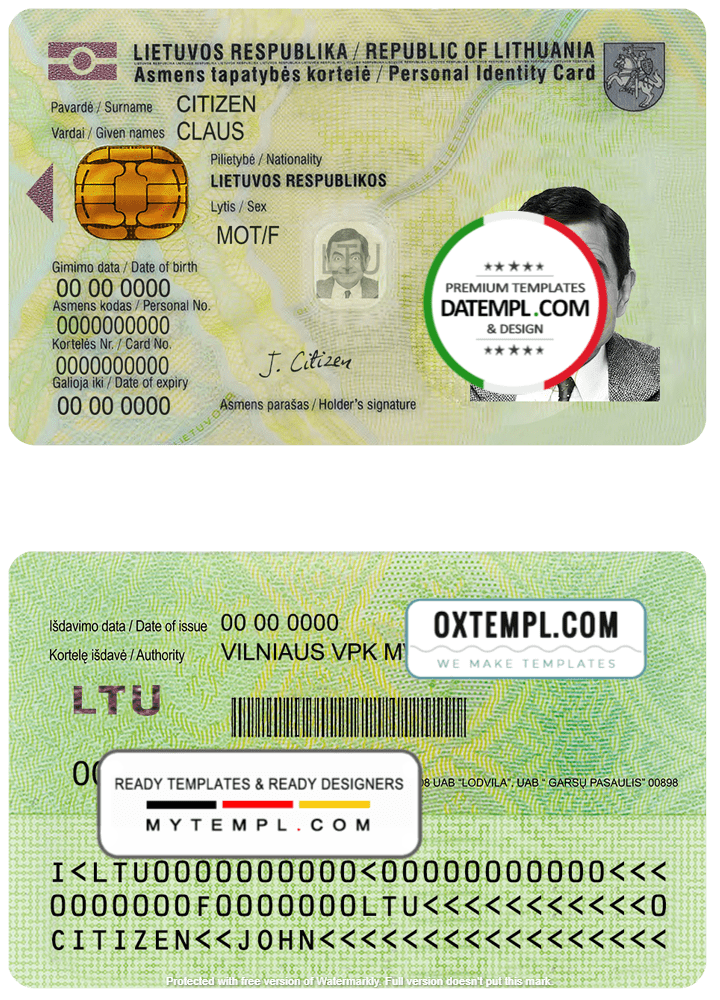 LIETUVOS RESPUBLIKA / REPUBLIC OF LITHUANIA
Asmens tapatybės kortelė / Personal Identity Card
Pavardė / Surname CITIZEN
Vardai / Given names CLAUS
Pilietybė / Nationality
LIETUVOS RESPUBLIKOS
Lytis / Sex
MOT/F
LTU
Gimimo data / Date of birth
00 00 0000
Asmens kodas / Personal No.
0000000000
Kortelės Nr. / Card No.
0000000000
Galioja iki / Date of expiry
00 00 0000
J. Citizen
Asmens parašas / Holder's signature
PREMIUM TEMPLATES
DATEMPL.COM
& DESIGN
LIETUVOS
Išdavimo data / Date of issue 00 00 0000
Kortelę išdavė / Authority VILNIAUS VPK
OXTEMPL.COM
WE MAKE TEMPLATES
LTU
READY TEMPLATES & READY DESIGNERS
MYTEMPL.COM
UAB "LODVILA", UAB " GARSŲ PASAULIS" 00898
I<LTU0000000000<00000000000<<<
0000000F0000000LTU<<<<<<<<<<<0
CITIZEN<<JOHN<<<<<<<<<<<<<<<<<
Protected with free version of Watermarkly. Full version doesn't put this mark.